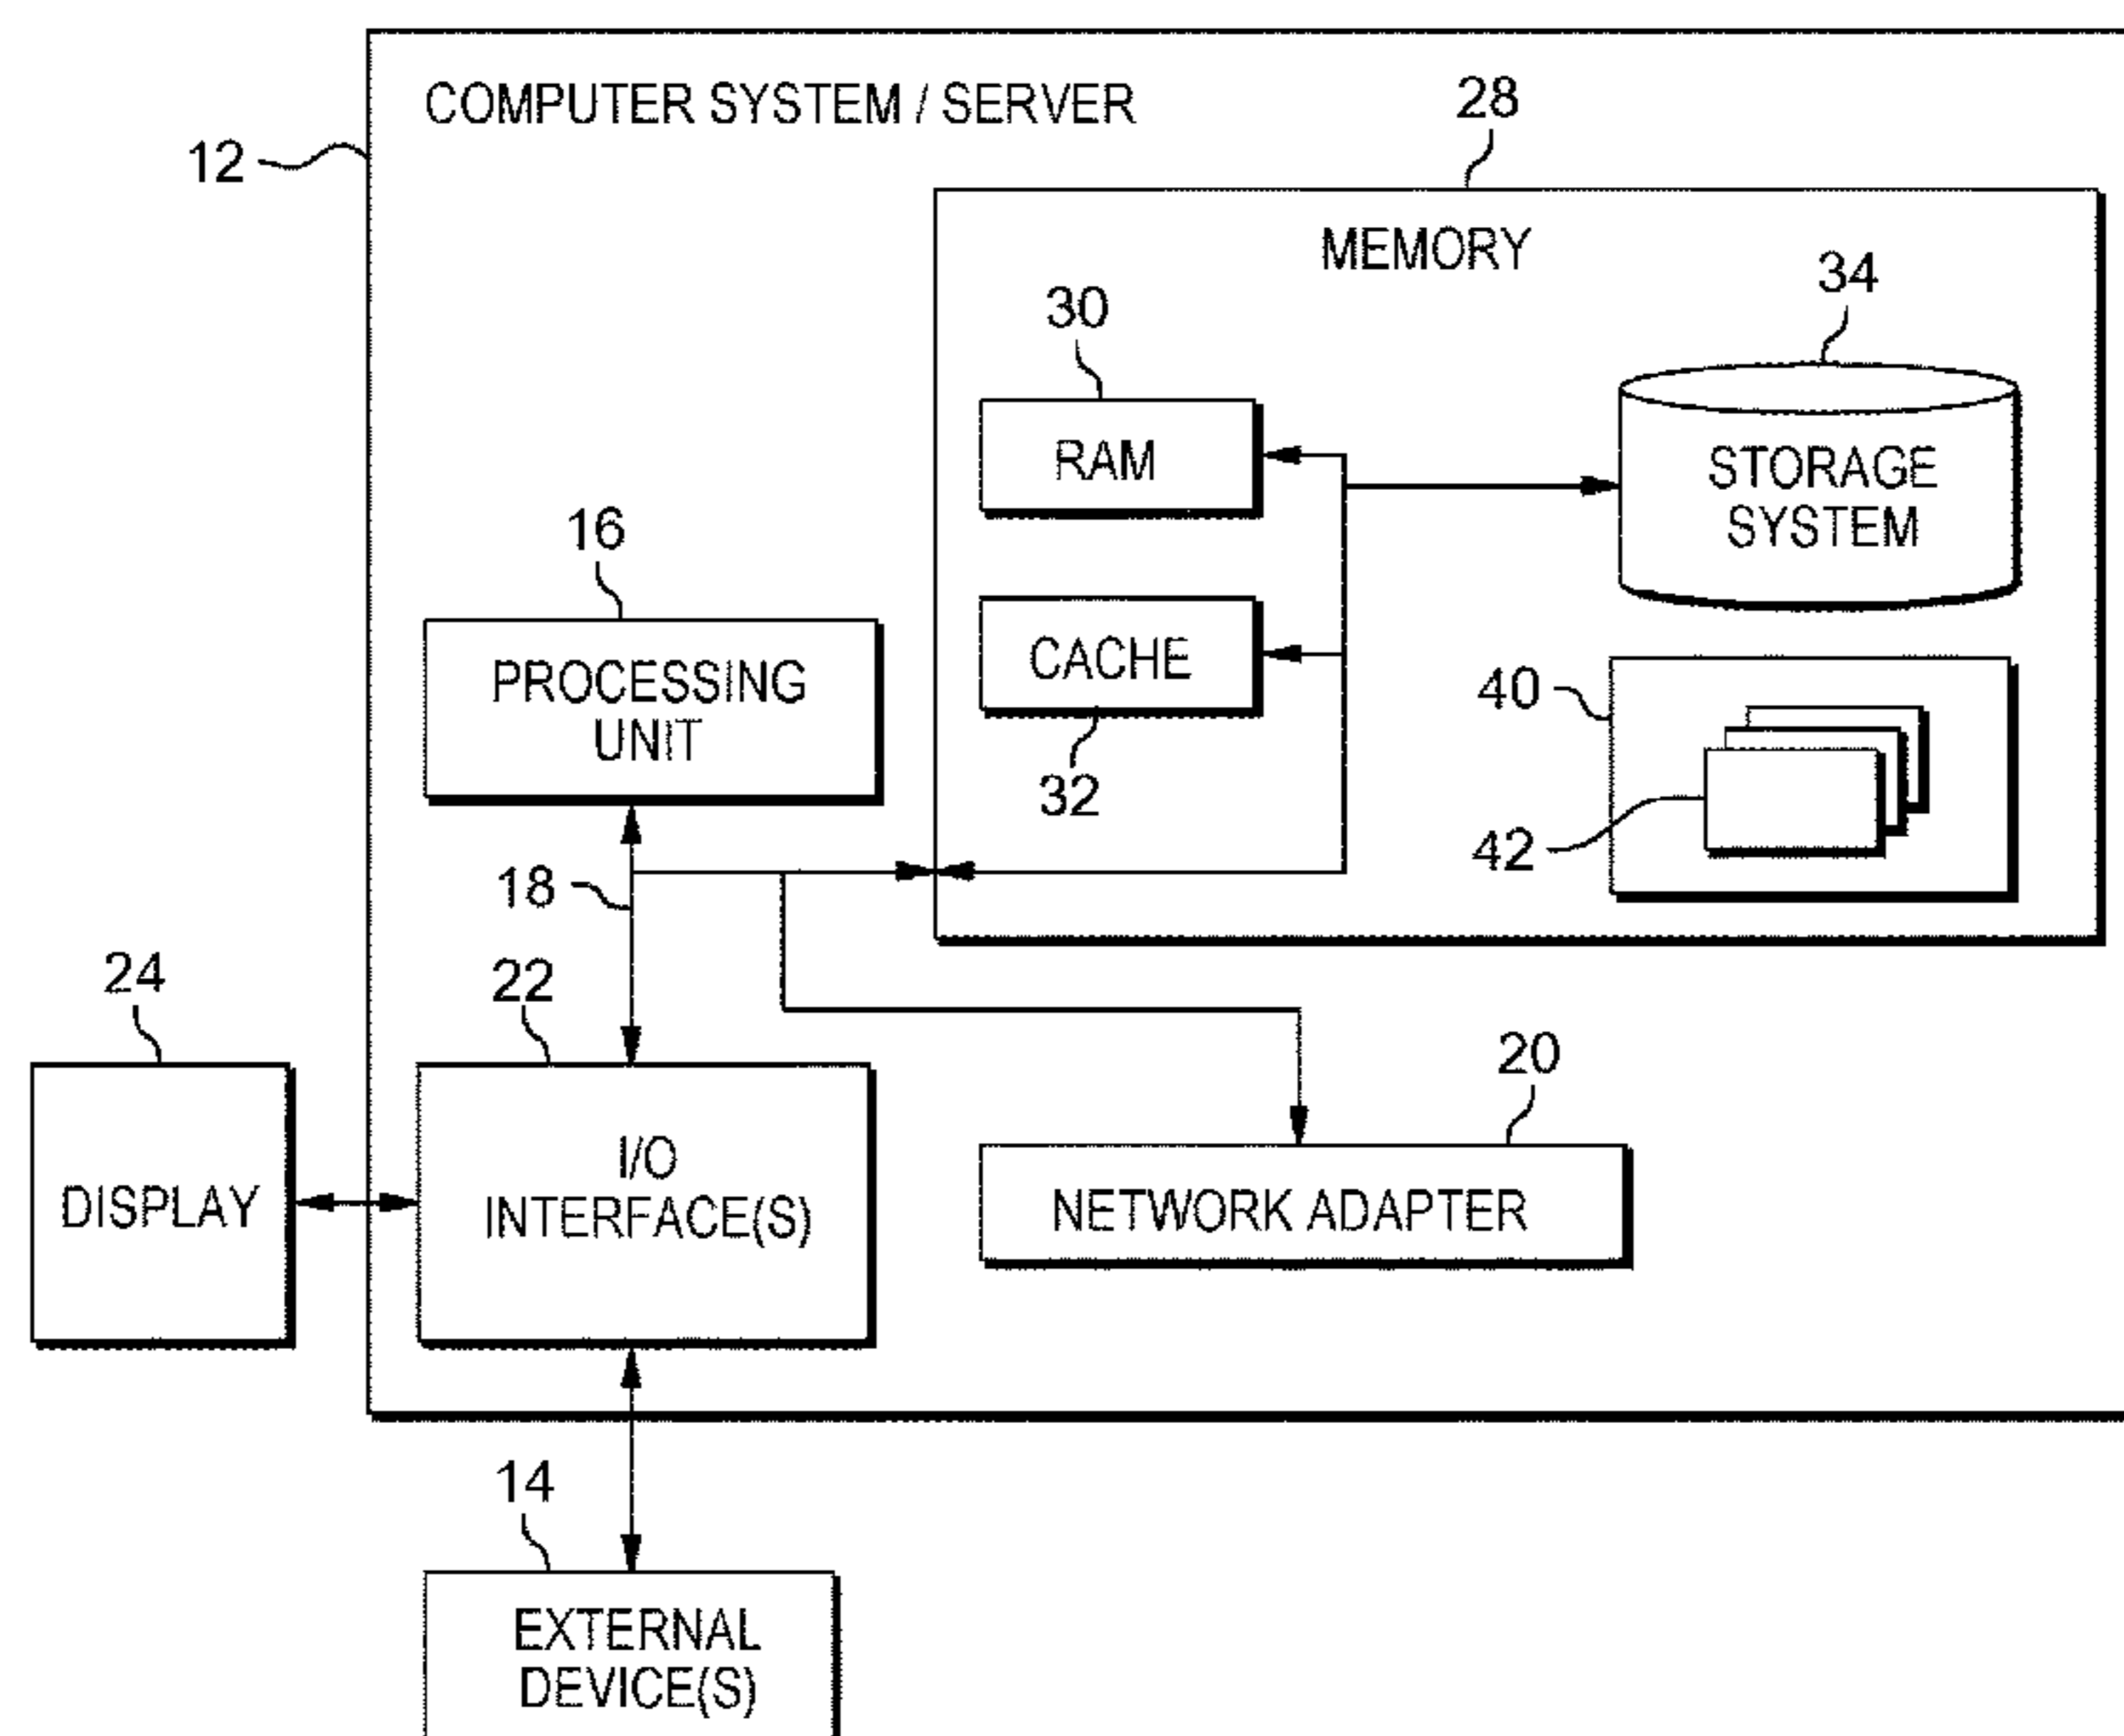 COMPUTER SYSTEM / SERVER
12
28
MEMORY
34
30
RAM
STORAGE
SYSTEM
16
PROCESSING
UNIT
CACHE
32
40
42
18
24
22
20
DISPLAY
I/O
INTERFACE(S)
NETWORK ADAPTER
14
EXTERNAL
DEVICE(S)